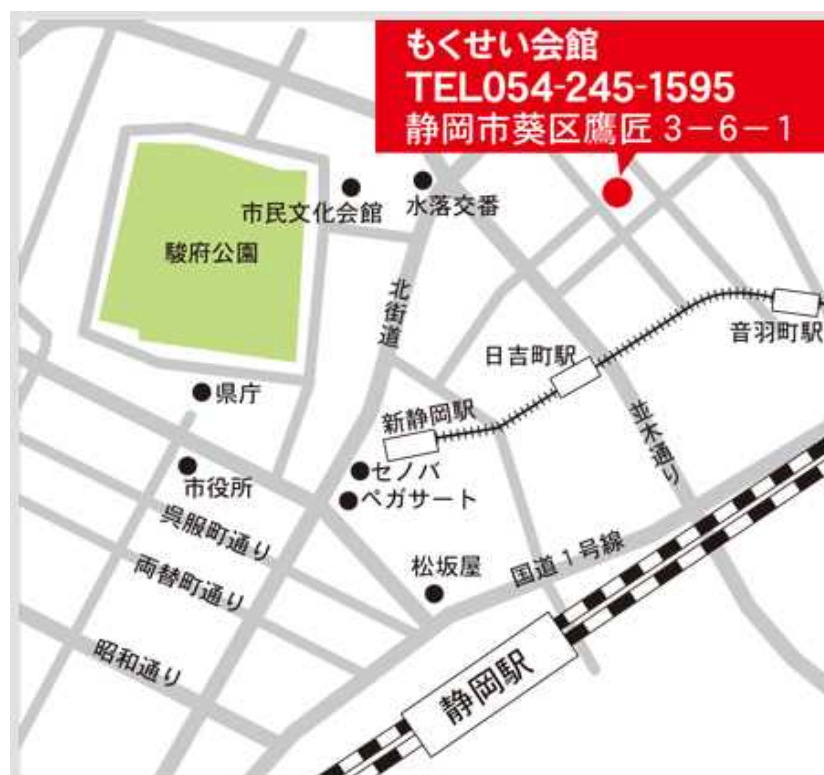 もくせい会館
TEL054-245-1595
静岡市葵区鷹匠 3−6−1
市民文化会館
水落交番
駿府公園
北街道
音羽町駅
日吉町駅
県庁
新静岡駅
並木通り
セノバ
市役所
ペガサート
呉服町通り
国道1号線
両替町通り
松坂屋
昭和通り
静岡駅